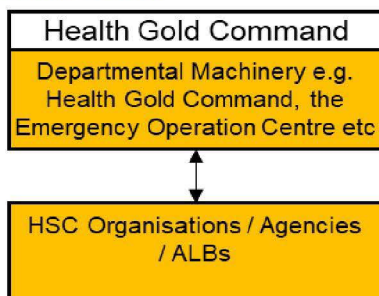 Health Gold Command
Departmental Machinery e.g.
Health Gold Command, the
Emergency Operation Centre etc
HSC Organisations / Agencies
/ ALBs